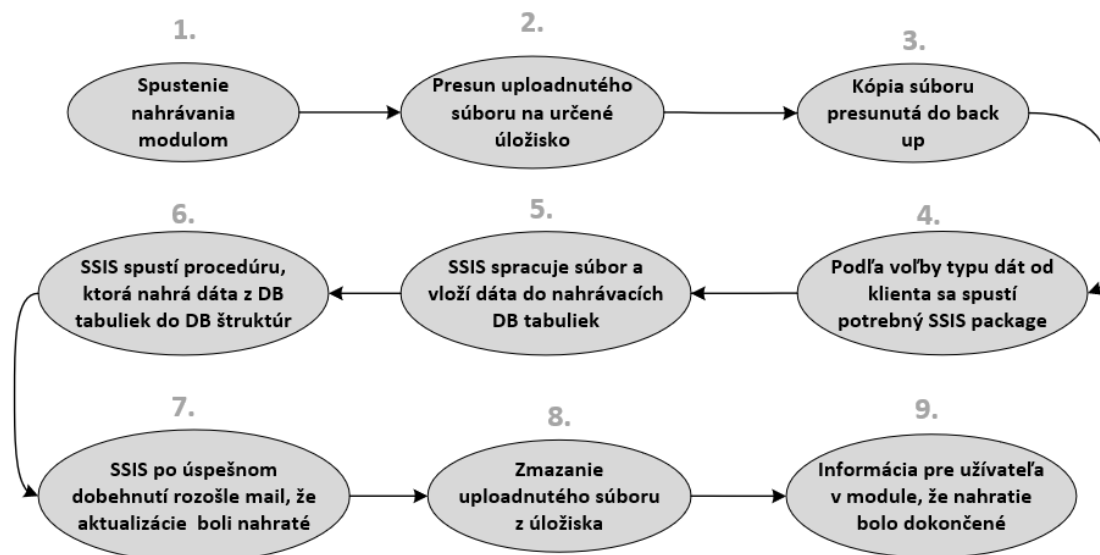 1.
Spustenie
nahrávania
modulom
2.
Presun uploadnutého
súboru na určené
úložisko
3.
Kópia súboru
presunutá do back
up
4.
Podľa voľby typu dát od
klienta sa spustí
potrebný SSIS package
5.
SSIS spracuje súbor a
vloží dáta do nahrávacích
DB tabuliek
6.
SSIS spustí procedúru,
ktorá nahrá dáta z DB
tabuliek do DB štruktúr
7.
SSIS po úspešnom
dobehnutí rozošle mail, že
aktualizácie boli nahraté
8.
Zmazanie
uploadnutého súboru
z úložiska
9.
Informácia pre užívateľa
v module, že nahratie
bolo dokončené